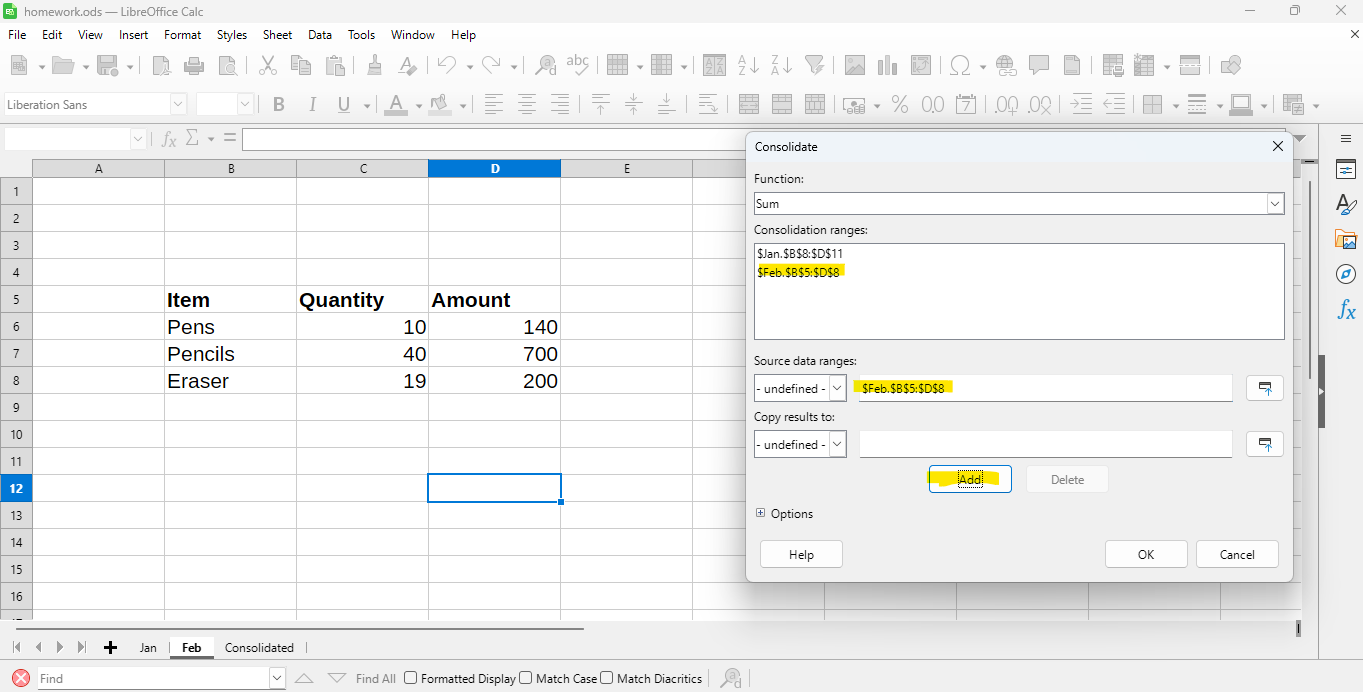 homework.ods — LibreOffice Calc
File Edit View Insert Format Styles Sheet Data Tools Window Help
Liberation Sans
A B C D E
1
2
3
4
5 Item Quantity Amount
6 Pens 10 140
7 Pencils 40 700
8 Eraser 19 200
9
10
11
12
13
14
15
16
Consolidate
Function:
Sum
Consolidation ranges:
$Jan.$B$8:$D$11
$Feb.$B$5:$D$8
Source data ranges:
- undefined - $Feb.$B$5:$D$8
Copy results to:
- undefined -
Add Delete
Options
Help OK Cancel
Jan Feb Consolidated
Find Find All Formatted Display Match Case Match Diacritics